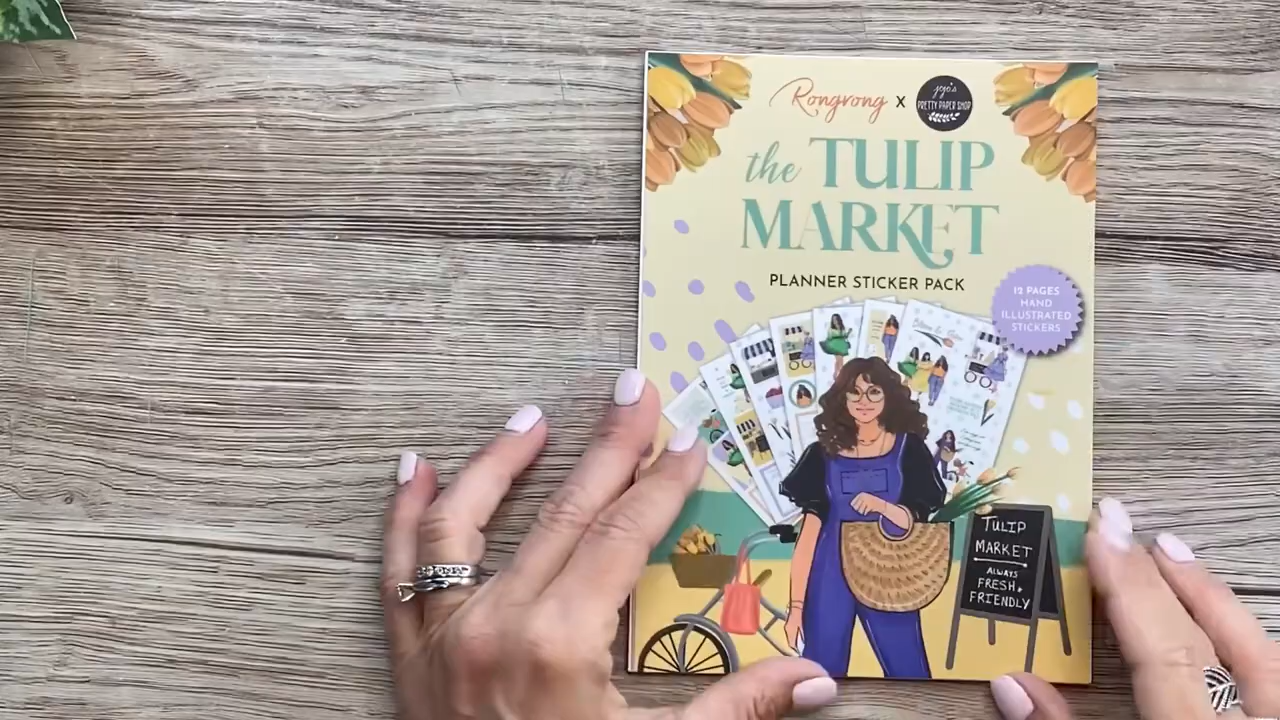 Rongrong x jojo's PRETTY PAPER SHOP
the TULIP
MARKET
PLANNER STICKER PACK
12 PAGES
HAND
ILLUSTRATED
STICKERS
TULIP
MARKET
ALWAYS
FRESH,
FRIENDLY